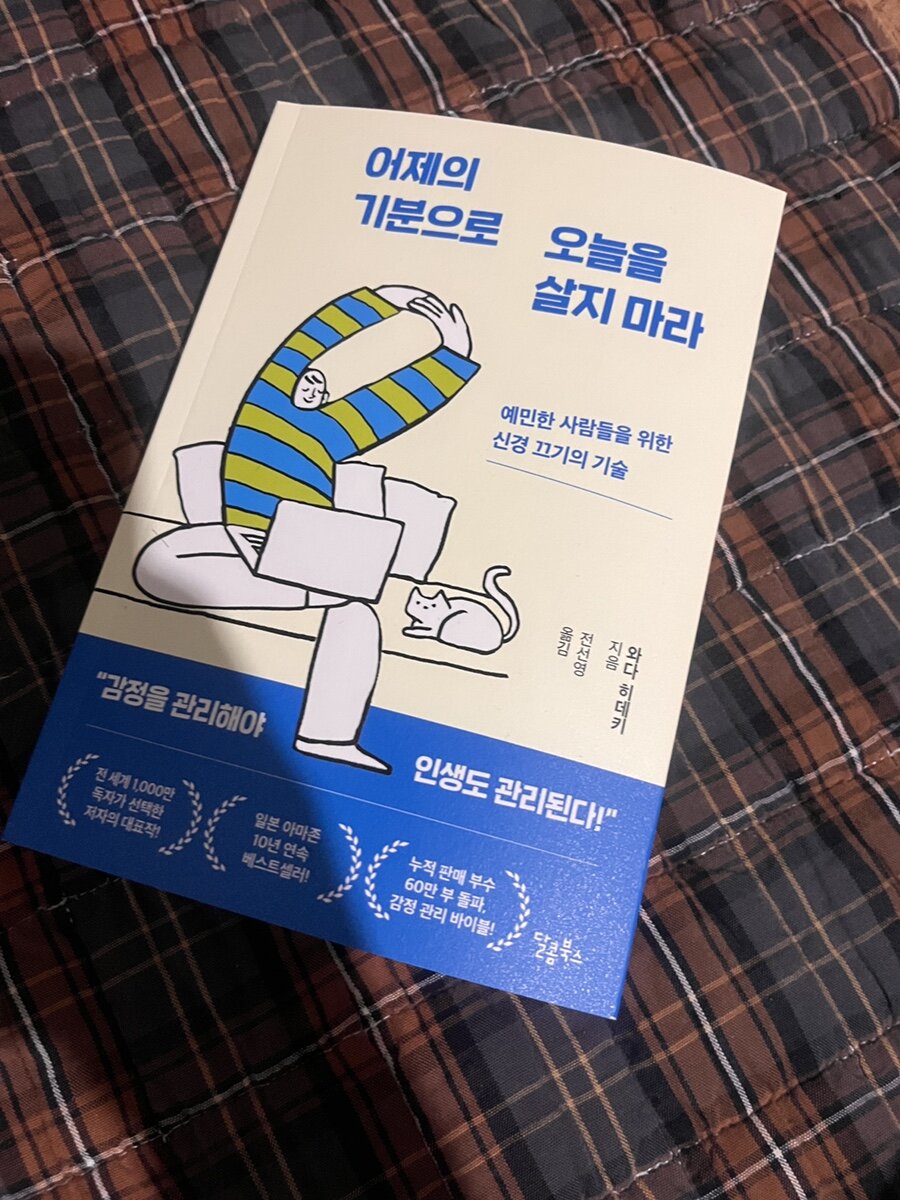 어제의
기분으로
오늘을
살지 마라
예민한 사람들을 위한
신경 끄기의 기술
와다 히데키
지음
전선영
옮김
"감정을 관리해야
인생도 관리된다!"
전 세계 1,000만
독자가 선택한
저자의 대표작!
일본 아마존
10년 연속
베스트셀러!
누적 판매 부수
60만 부 돌파,
감정 관리 바이블!
달콤북스